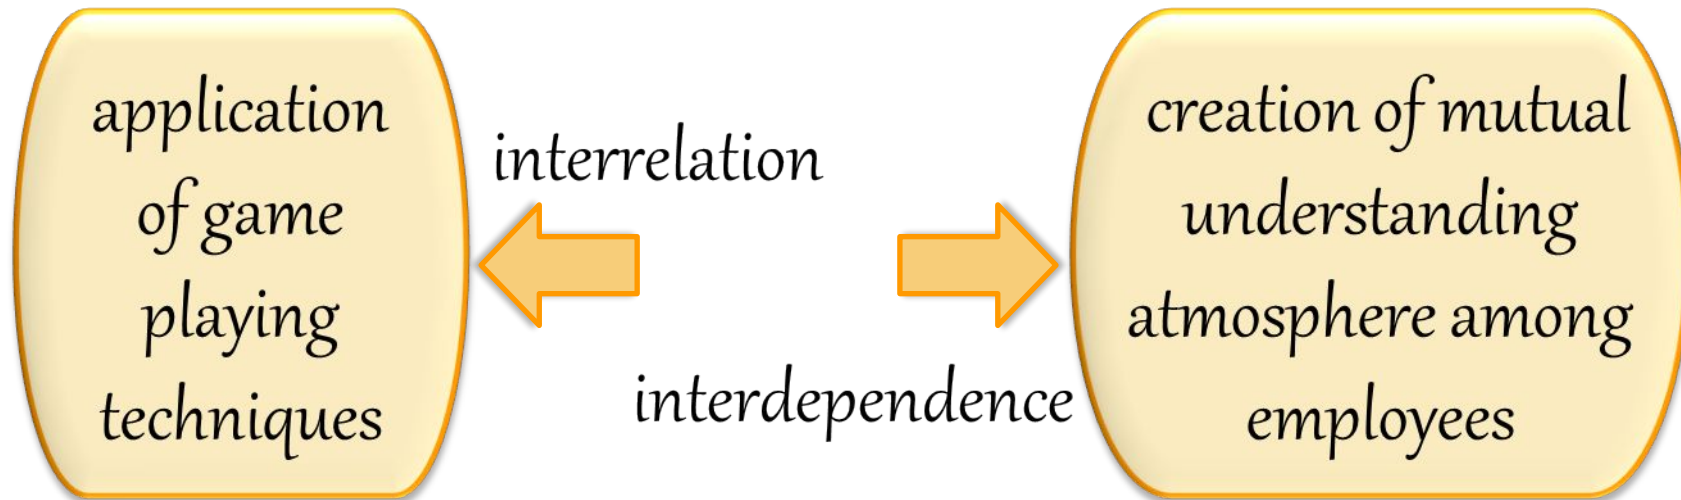 application
of game
playing
techniques
interrelation
interdependence
creation of mutual
understanding
atmosphere among
employees